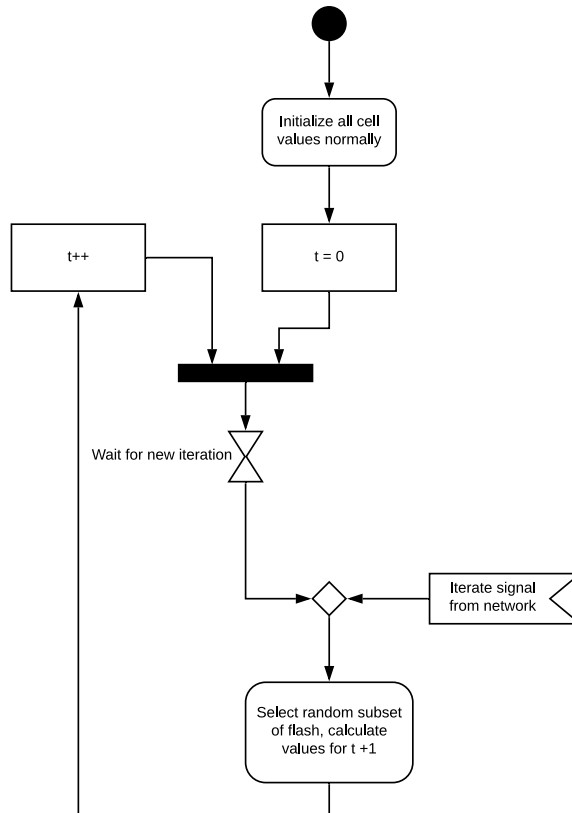 Initialize all cell
values normally
t++
t = 0
Wait for new iteration
Iterate signal
from network
Select random subset
of flash, calculate
values for t +1